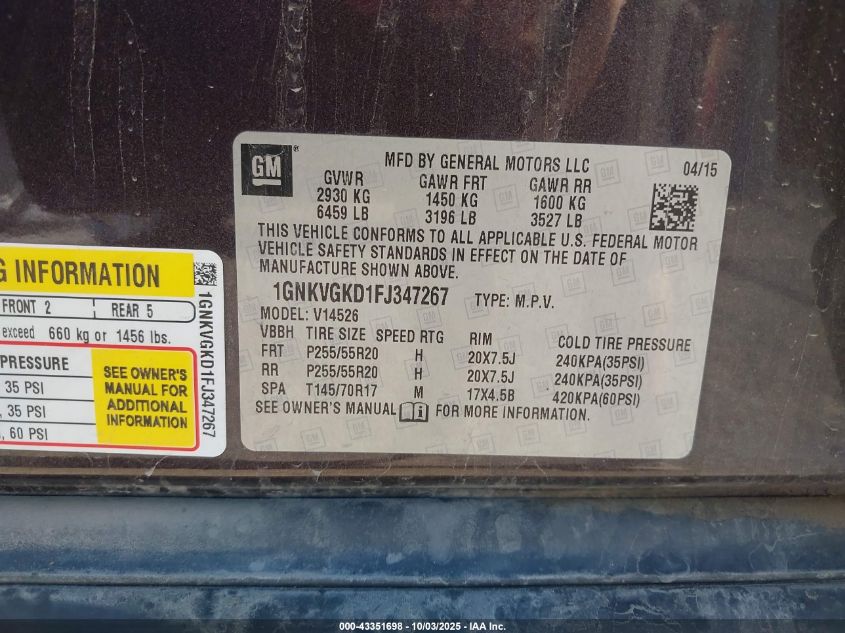 GM ®
MFD BY GENERAL MOTORS LLC
04/15
GVWR GAWR FRT GAWR RR
2930 KG 1450 KG 1600 KG
6459 LB 3196 LB 3527 LB
THIS VEHICLE CONFORMS TO ALL APPLICABLE U.S. FEDERAL MOTOR
VEHICLE SAFETY STANDARDS IN EFFECT ON THE DATE OF
MANUFACTURE SHOWN ABOVE.
1GNKVGKD1FJ347267 TYPE: M.P.V.
MODEL: V14526
VBBH TIRE SIZE SPEED RTG RIM COLD TIRE PRESSURE
FRT P255/55R20 H 20X7.5J 240KPA(35PSI)
RR P255/55R20 H 20X7.5J 240KPA(35PSI)
SPA T145/70R17 M 17X4.5B 420KPA(60PSI)
SEE OWNER'S MANUAL FOR MORE INFORMATION.
G INFORMATION
FRONT 2 REAR 5
exceed 660 kg or 1456 lbs.
PRESSURE
35 PSI
, 35 PSI
, 60 PSI
SEE OWNER'S
MANUAL FOR
ADDITIONAL
INFORMATION
1GNKVGKD1FJ347267
000-43351698 10/03/2025 IAA Inc.